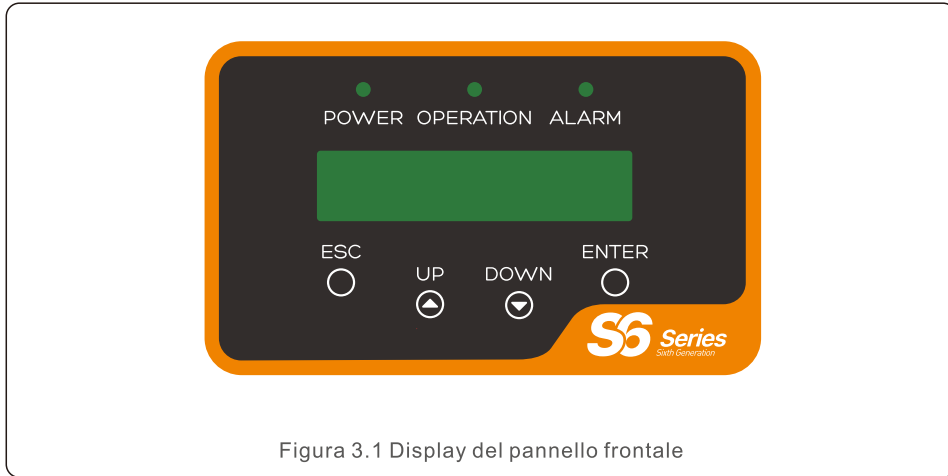 POWER OPERATION ALARM
ESC
UP
DOWN
ENTER
S6 Series
Sixth Generation
Figura 3.1 Display del pannello frontale